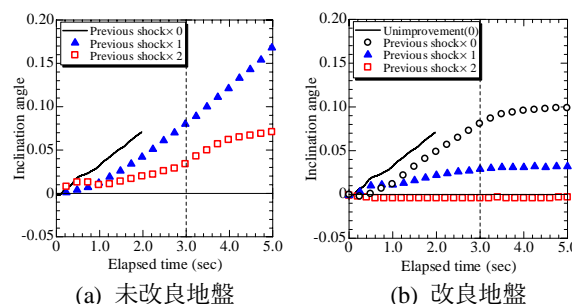 (a)
Previous shock× 0
Previous shock× 1
Previous shock× 2
0.20
0.15
0.10
0.05
0.00
-0.05
Inclination angle
0
1.0
2.0
3.0
4.0
5.0
Elapsed time (sec)
(a) 未改良地盤
(b)
Unimprovement(0)
Previous shock× 0
Previous shock× 1
Previous shock× 2
0.20
0.15
0.10
0.05
0.00
-0.05
Inclination angle
0
1.0
2.0
3.0
4.0
5.0
Elapsed time (sec)
(b) 改良地盤